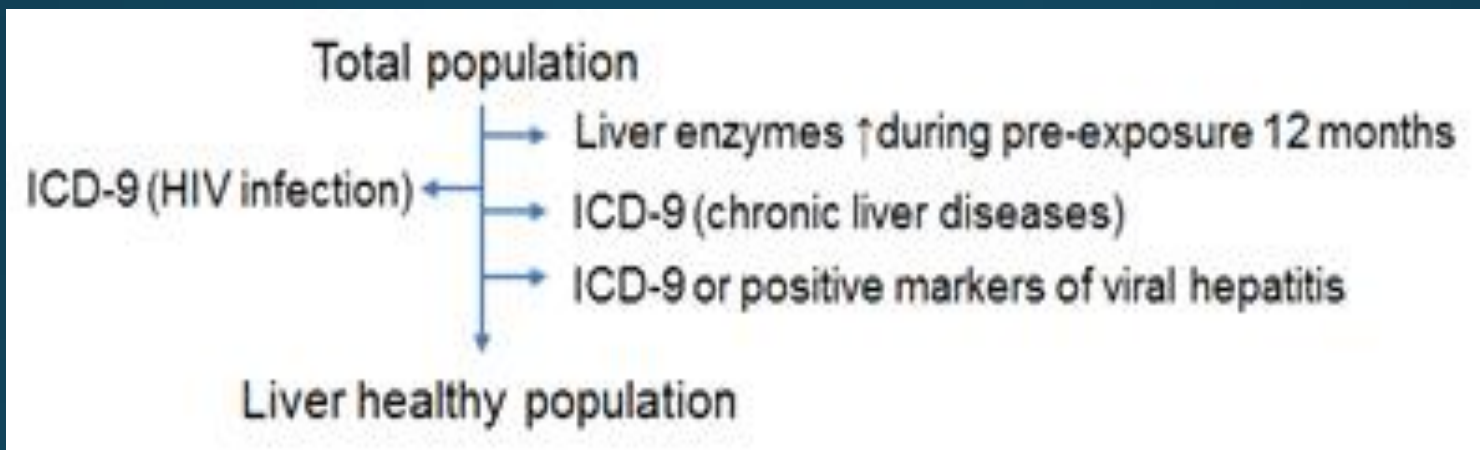 Total population
Liver enzymes ↑during pre-exposure 12 months
ICD-9 (HIV infection)
ICD-9 (chronic liver diseases)
ICD-9 or positive markers of viral hepatitis
Liver healthy population